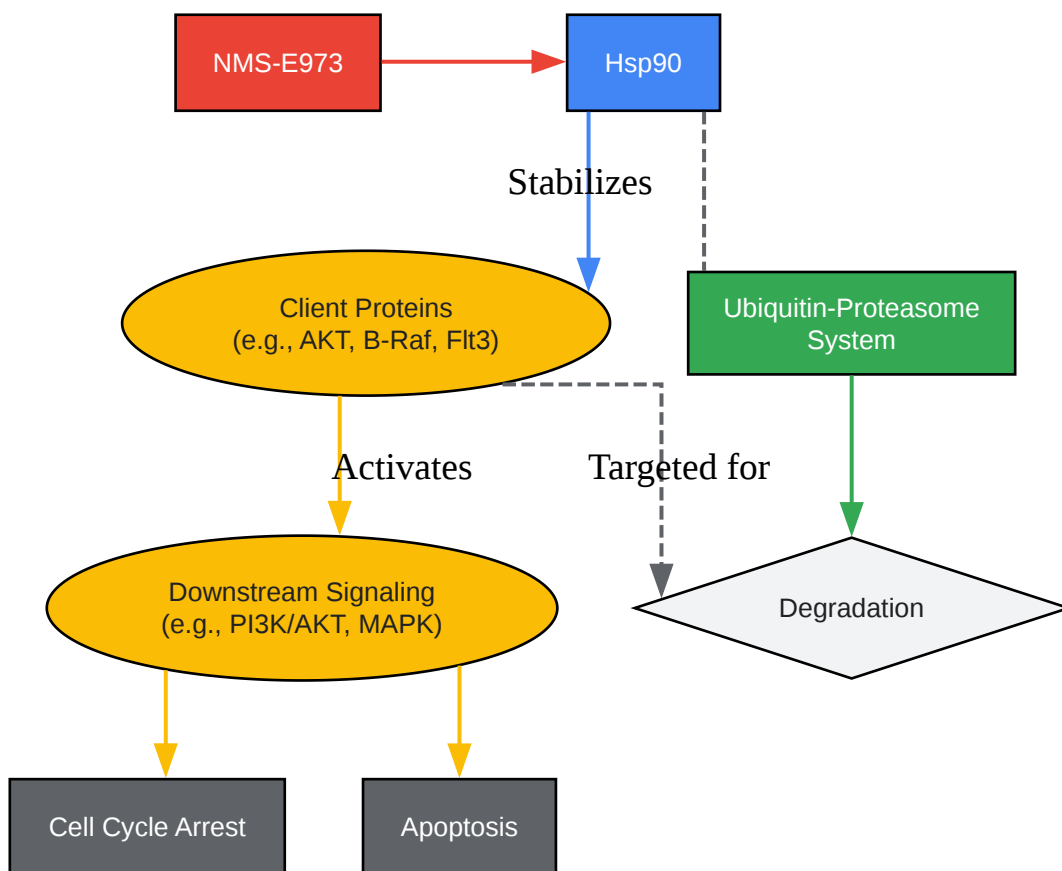 NMS-E973
Hsp90
Stabilizes
Client Proteins
(e.g., AKT, B-Raf, Flt3)
Ubiquitin-Proteasome
System
Activates
Targeted for
Downstream Signaling
(e.g., PI3K/AKT, MAPK)
Degradation
Cell Cycle Arrest
Apoptosis